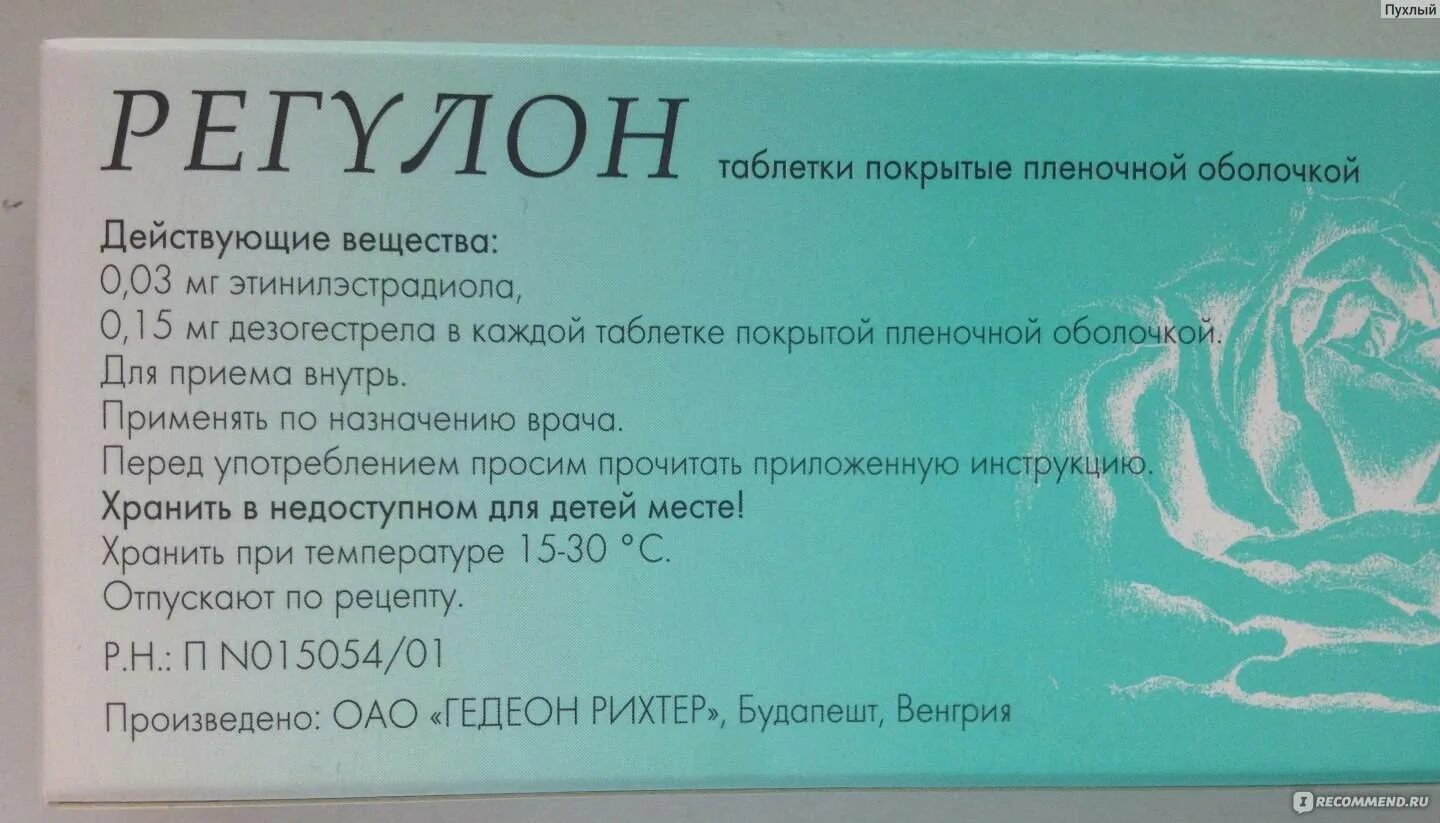 Пухлый
РЕГУЛОН таблетки покрытые пленочной оболочкой
Действующие вещества:
0,03 мг этинилэстрадиола,
0,15 мг дезогестрела в каждой таблетке покрытой пленочной оболочкой.
Для приема внутрь.
Применять по назначению врача.
Перед употреблением просим прочитать приложенную инструкцию.
Хранить в недоступном для детей месте!
Хранить при температуре 15-30 °С.
Отпускают по рецепту.
Р.Н.: П N015054/01
Произведено: ОАО «ГЕДЕОН РИХТЕР», Будапешт, Венгрия
IRECOMMEND.RU